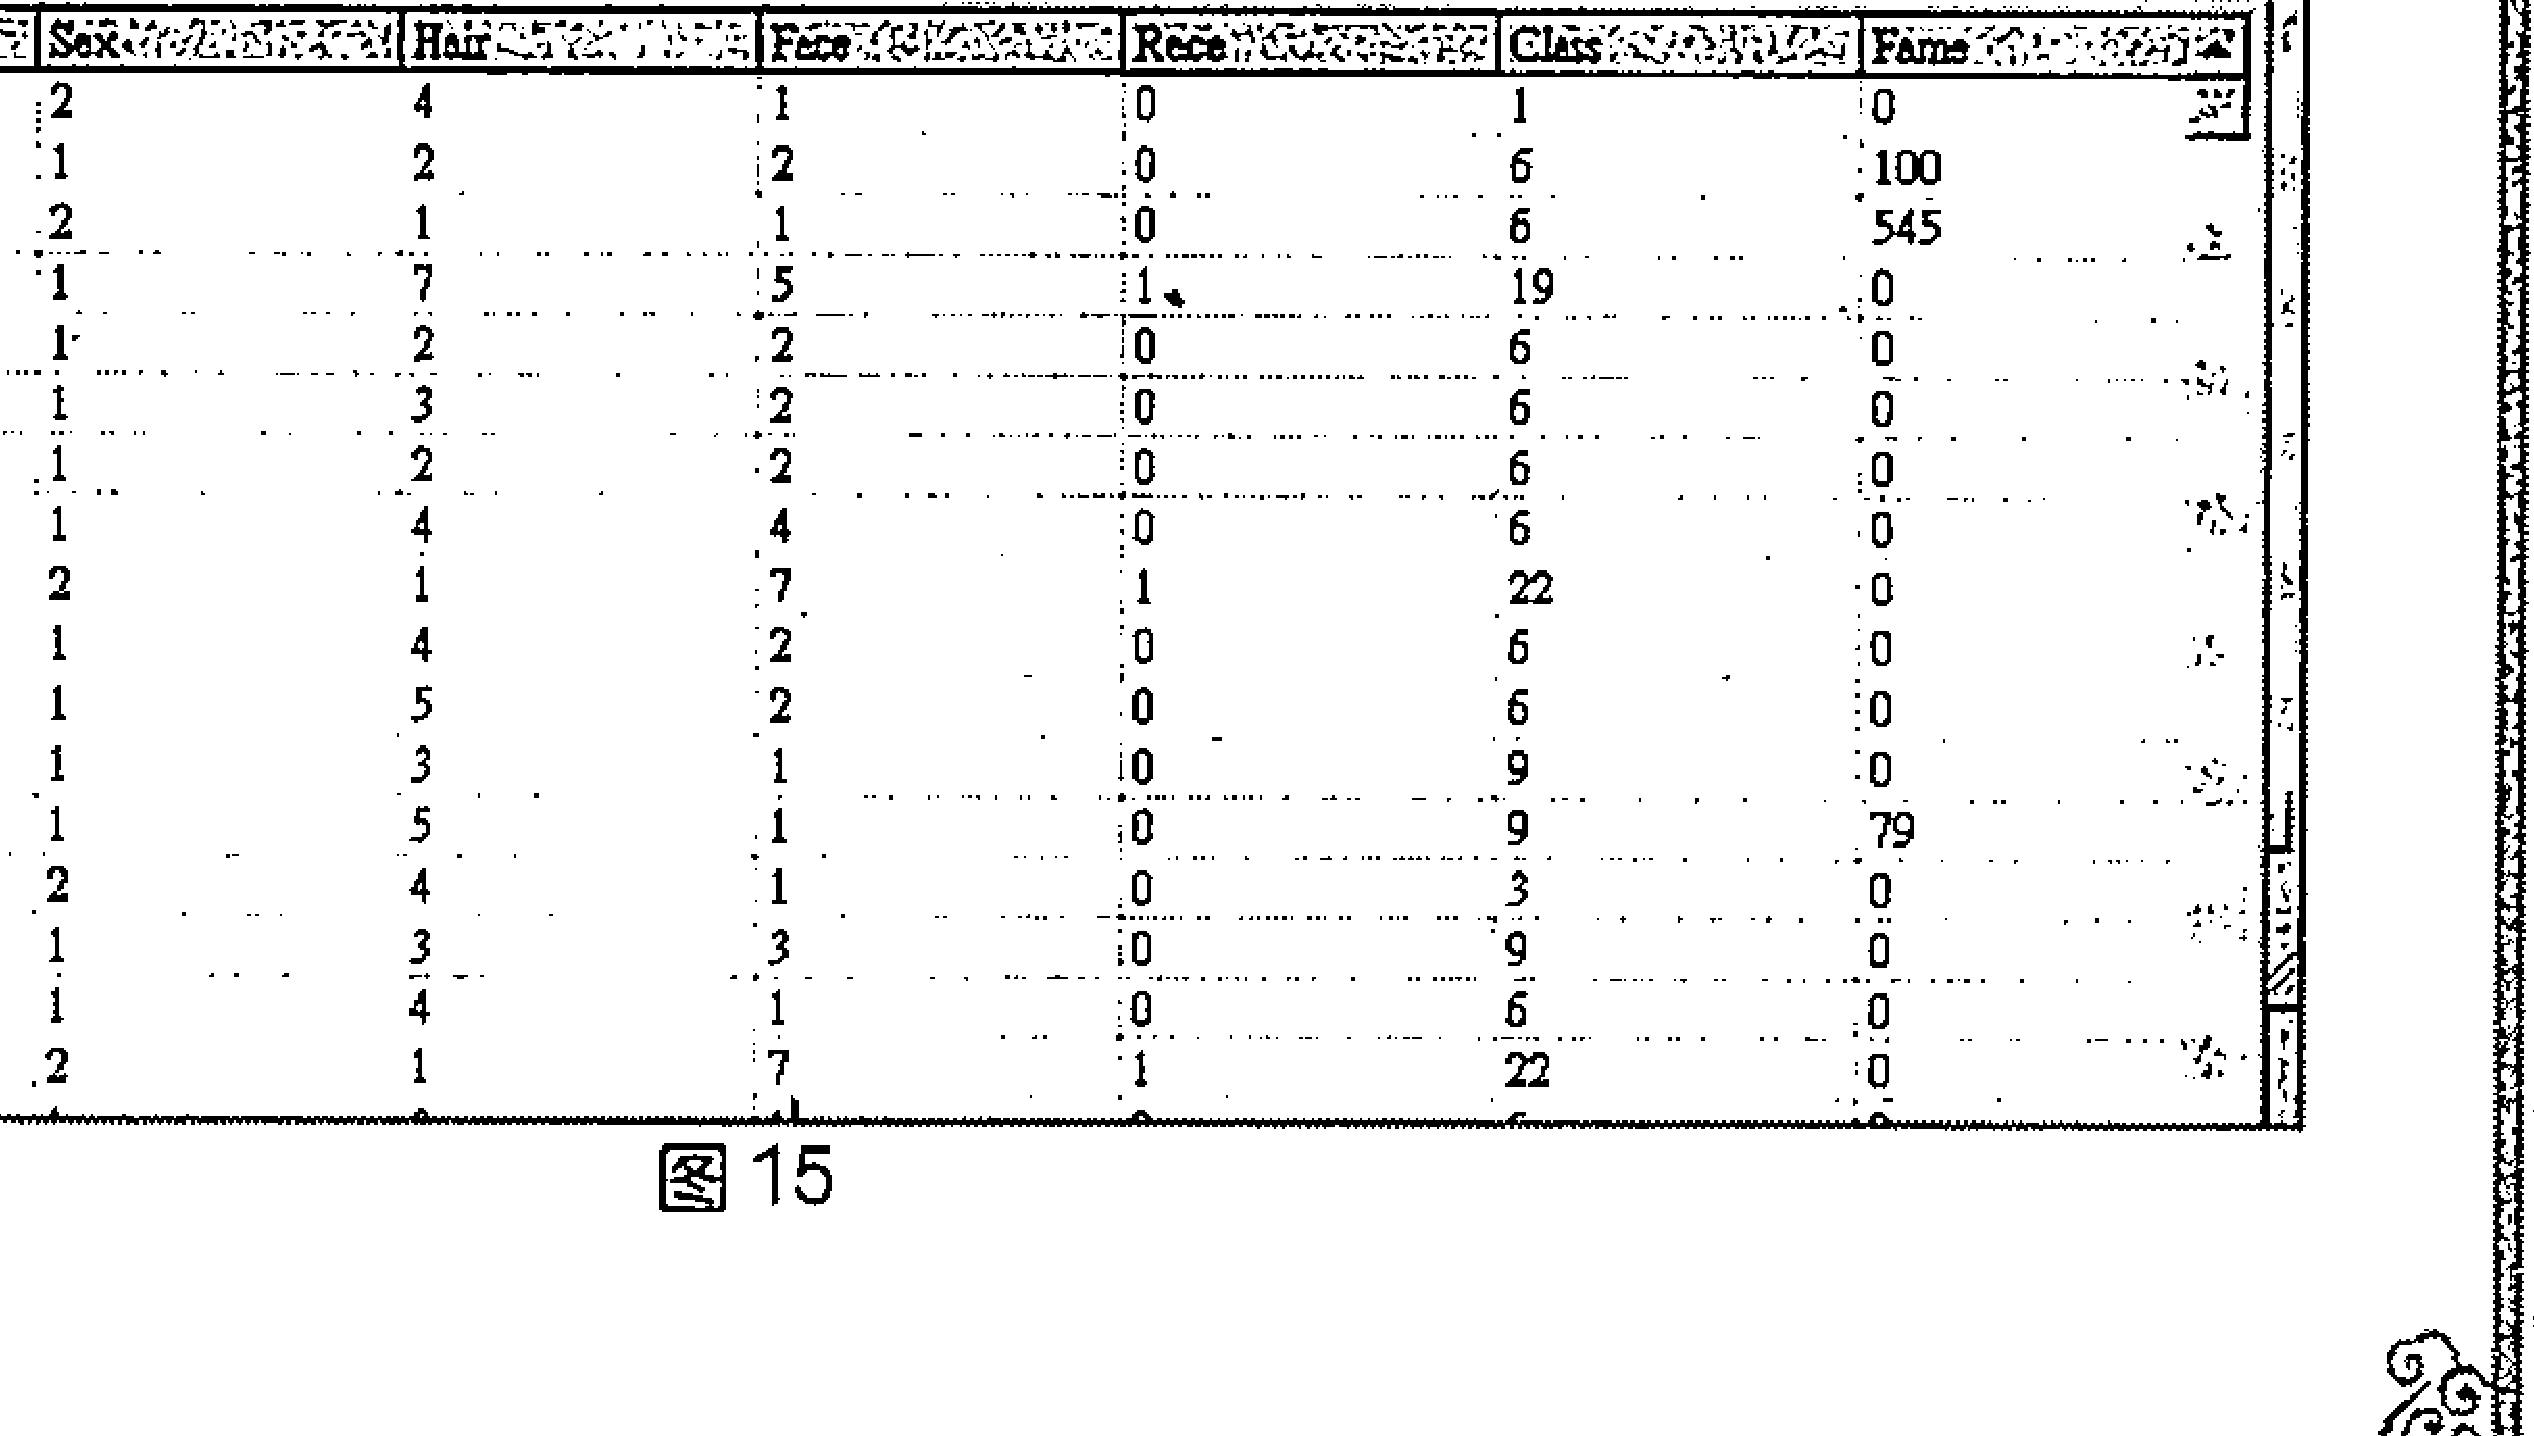 Sex Hair Face Race Class Fame
2 4 1 0 1 0
1 2 2 0 6 100
2 1 1 0 6 545
1 7 5 1 19 0
1 2 2 0 6 0
1 3 2 0 6 0
1 2 2 0 6 0
1 4 4 0 6 0
2 1 7 1 22 0
1 4 2 0 6 0
1 5 2 0 6 0
1 3 1 0 9 0
1 5 1 0 9 79
2 4 1 0 3 0
1 3 3 0 9 0
1 4 1 0 6 0
2 1 7 1 22 0
图 15